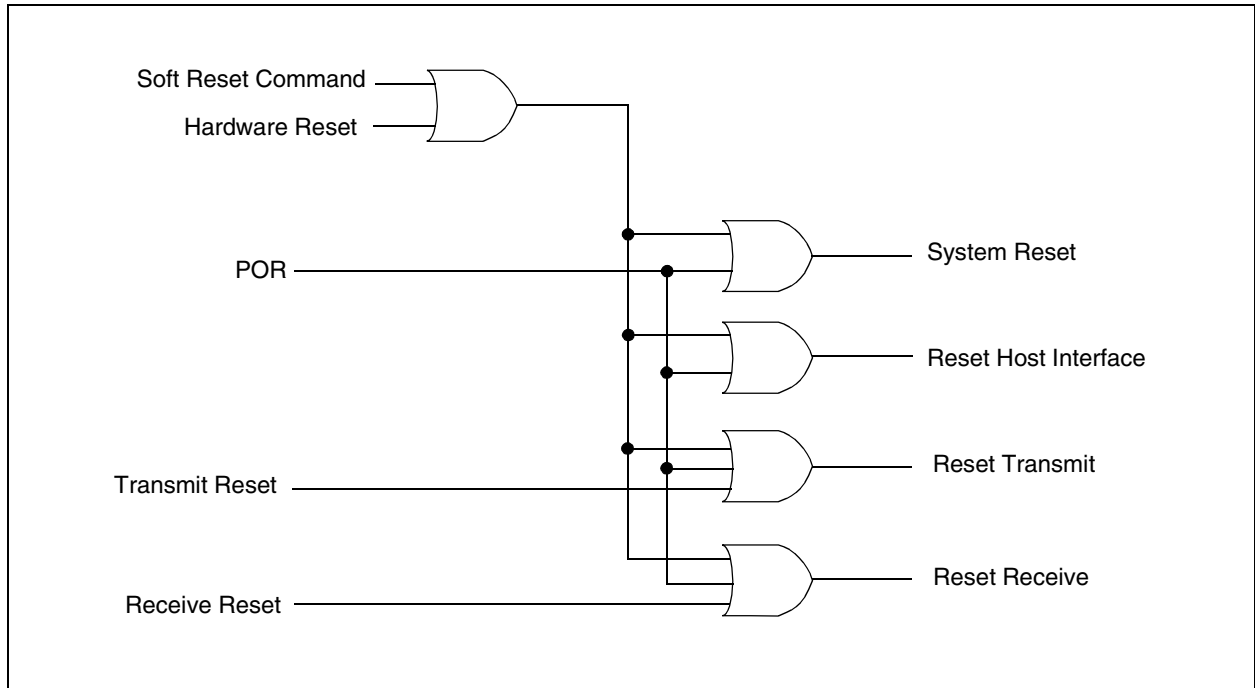 Soft Reset Command
Hardware Reset
System Reset
POR
Reset Host Interface
Reset Transmit
Transmit Reset
Reset Receive
Receive Reset